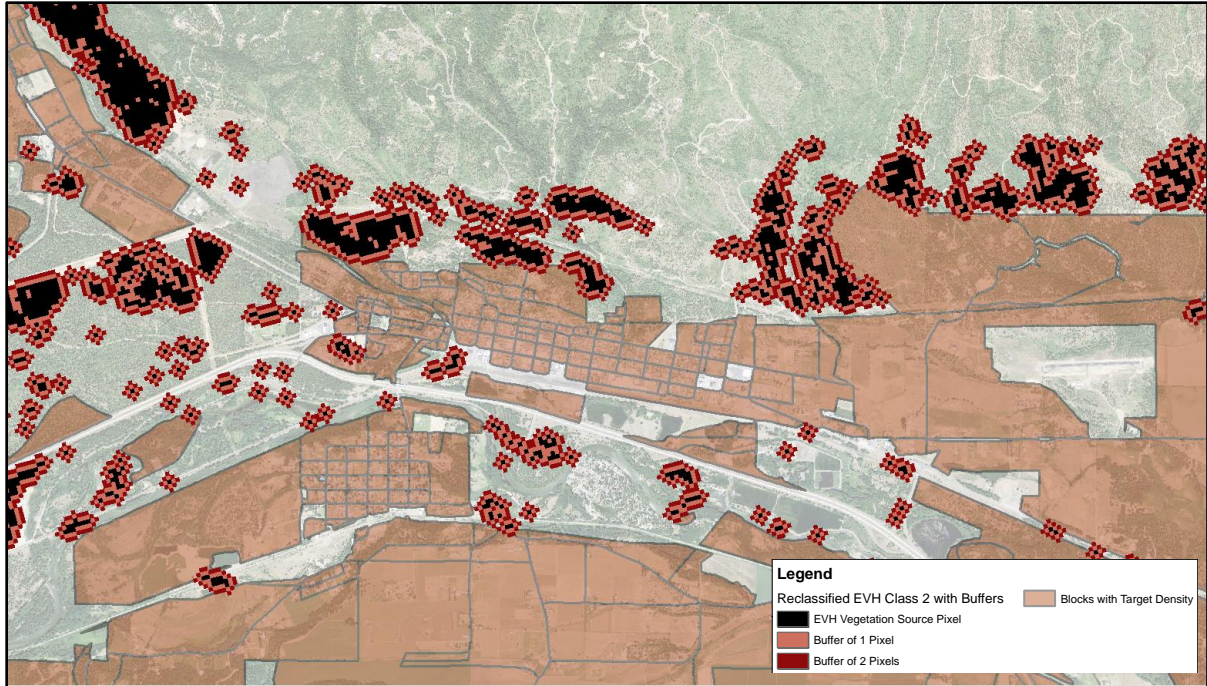 Legend
Reclassified EVH Class 2 with Buffers
EVH Vegetation Source Pixel
Buffer of 1 Pixel
Buffer of 2 Pixels
Blocks with Target Density